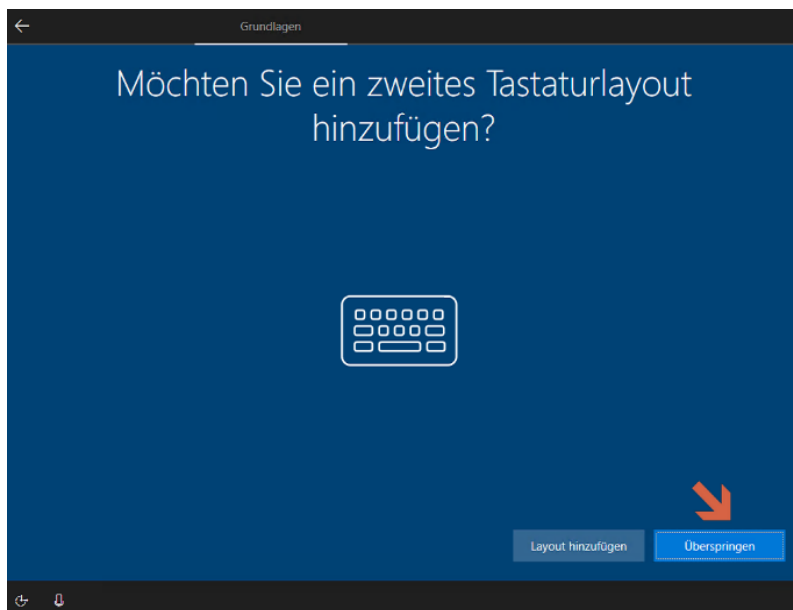 Grundlagen
Möchten Sie ein zweites Tastaturlayout
hinzufügen?
Layout hinzufügen
Überspringen